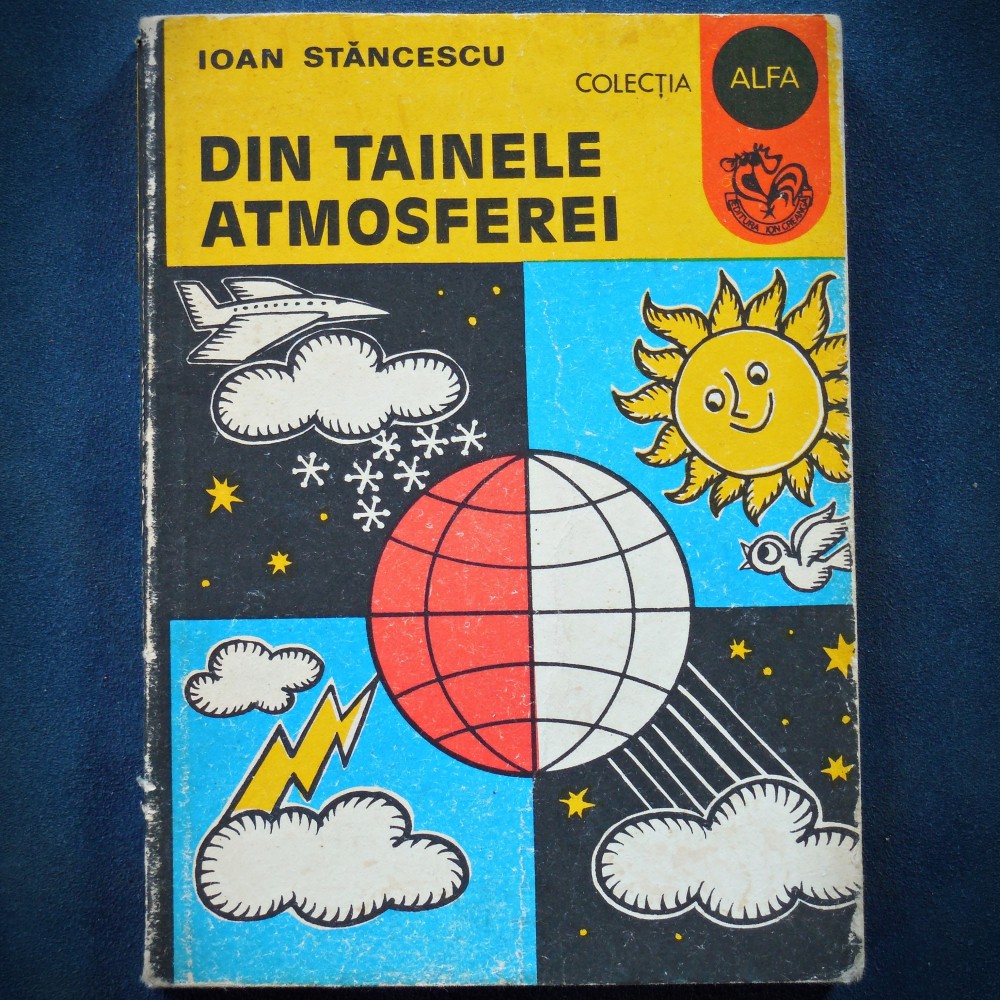 IOAN STĂNCESCU
COLECȚIA ALFA
DIN TAINELE
ATMOSFEREI
EDITURA ION CREANGĂ